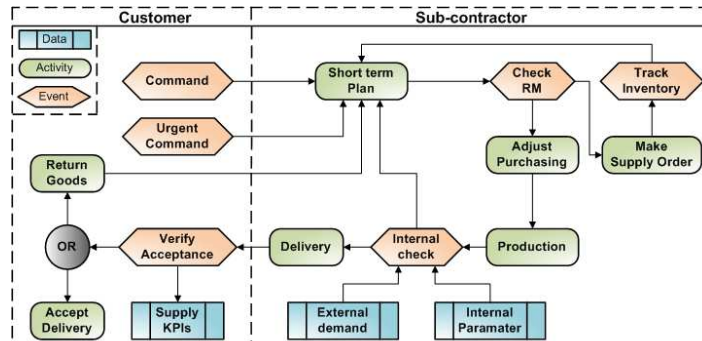 Customer
Sub-contractor
Data
Activity
Event
Command
Short term
Plan
Check
RM
Track
Inventory
Urgent
Command
Return
Goods
Adjust
Purchasing
Make
Supply Order
OR
Verify
Acceptance
Delivery
Internal
check
Production
Accept
Delivery
Supply
KPIs
External
demand
Internal
Paramater